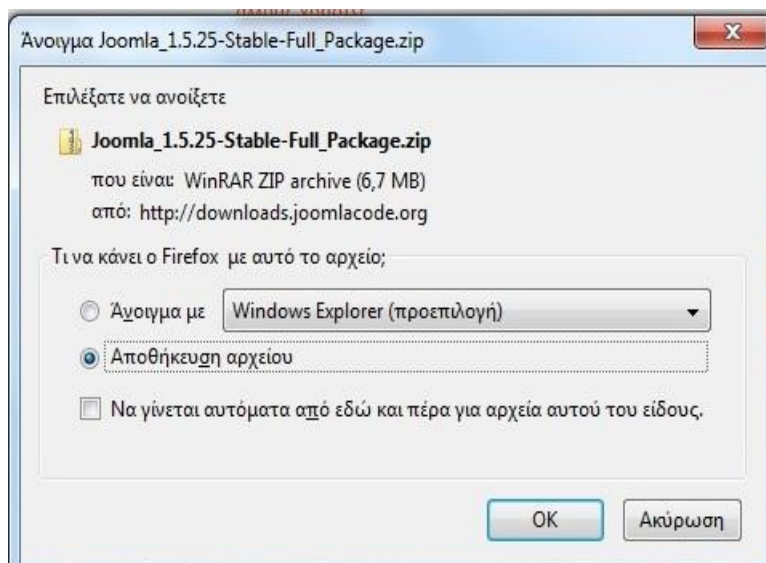 Άνοιγμα Joomla_1.5.25-Stable-Full_Package.zip
Επιλέξατε να ανοίξετε
Joomla_1.5.25-Stable-Full_Package.zip
που είναι: WinRAR ZIP archive (6,7 MB)
από: http://downloads.joomlacode.org
Τι να κάνει ο Firefox με αυτό το αρχείο;
Άνοιγμα με Windows Explorer (προεπιλογή)
Αποθήκευση αρχείου
Να γίνεται αυτόματα από εδώ και πέρα για αρχεία αυτού του είδους.
OK Ακύρωση